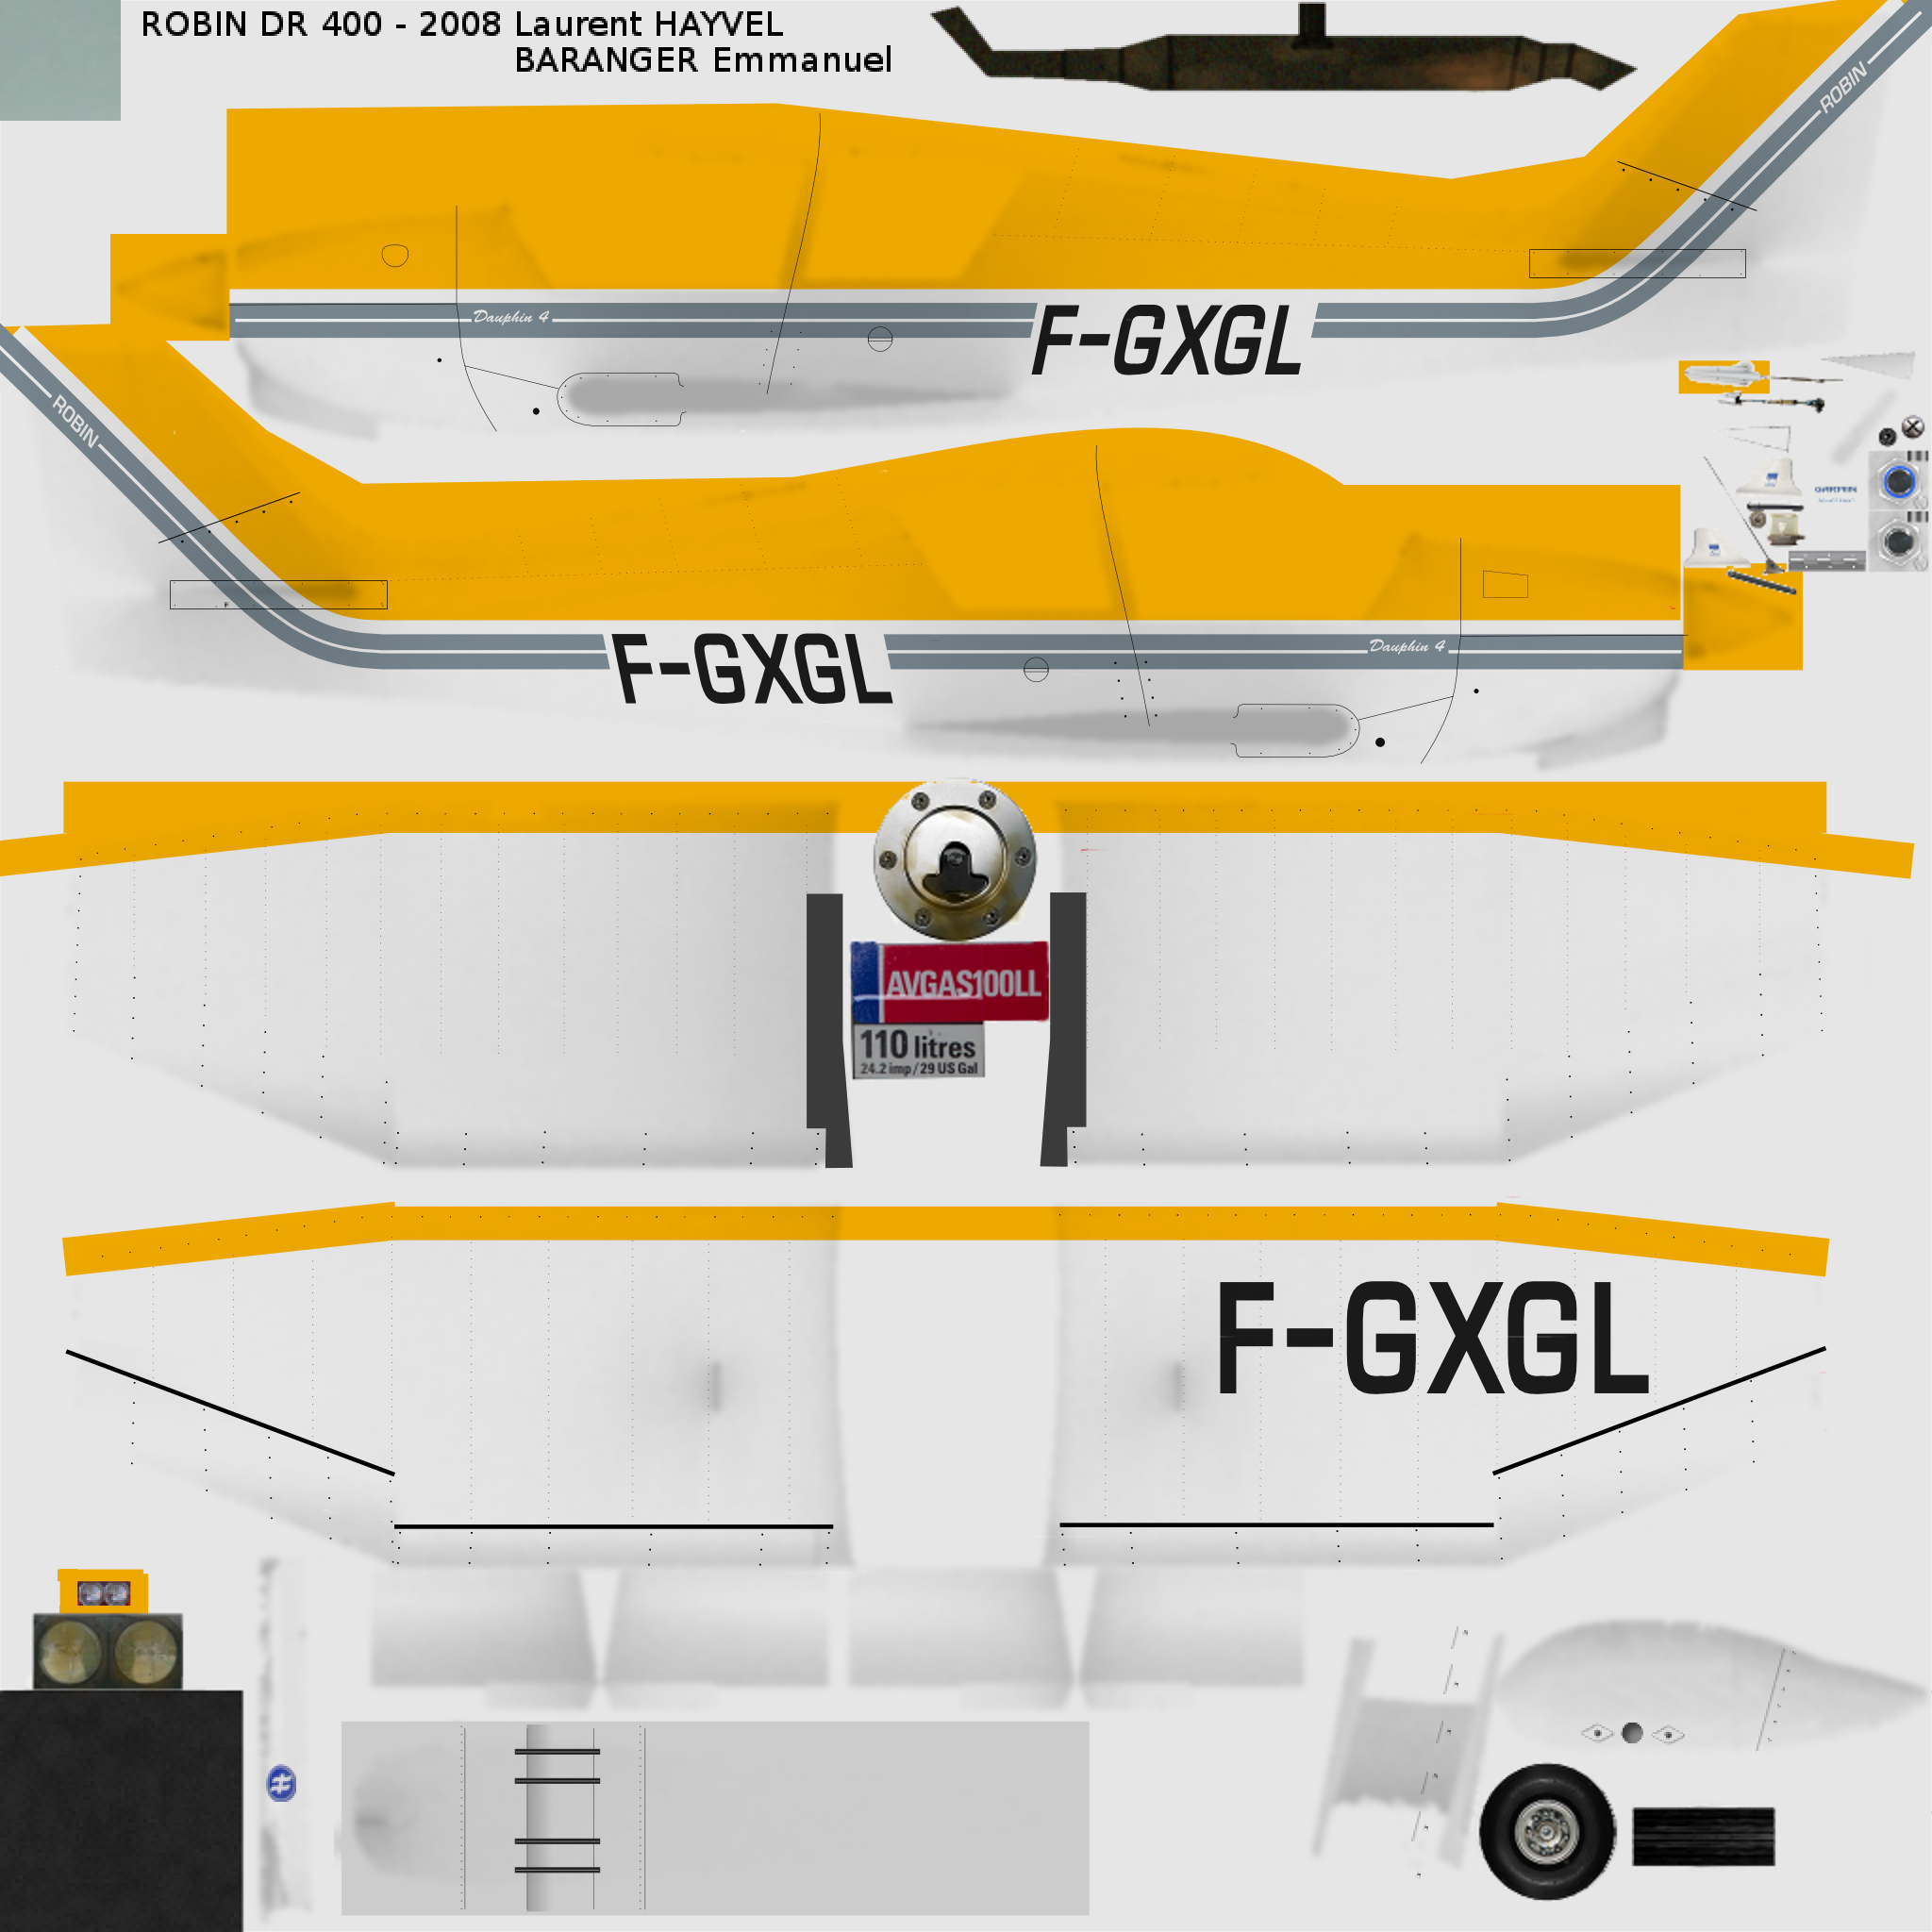 ROBIN DR 400 - 2008 Laurent HAYVEL
BARANGER Emmanuel
ROBIN
Dauphin 4
F-GXGL
ROBIN
GARMIN
F-GXGL
Dauphin 4
AVGAS100LL
110 litres
24.2 imp/29 US Gal
F-GXGL